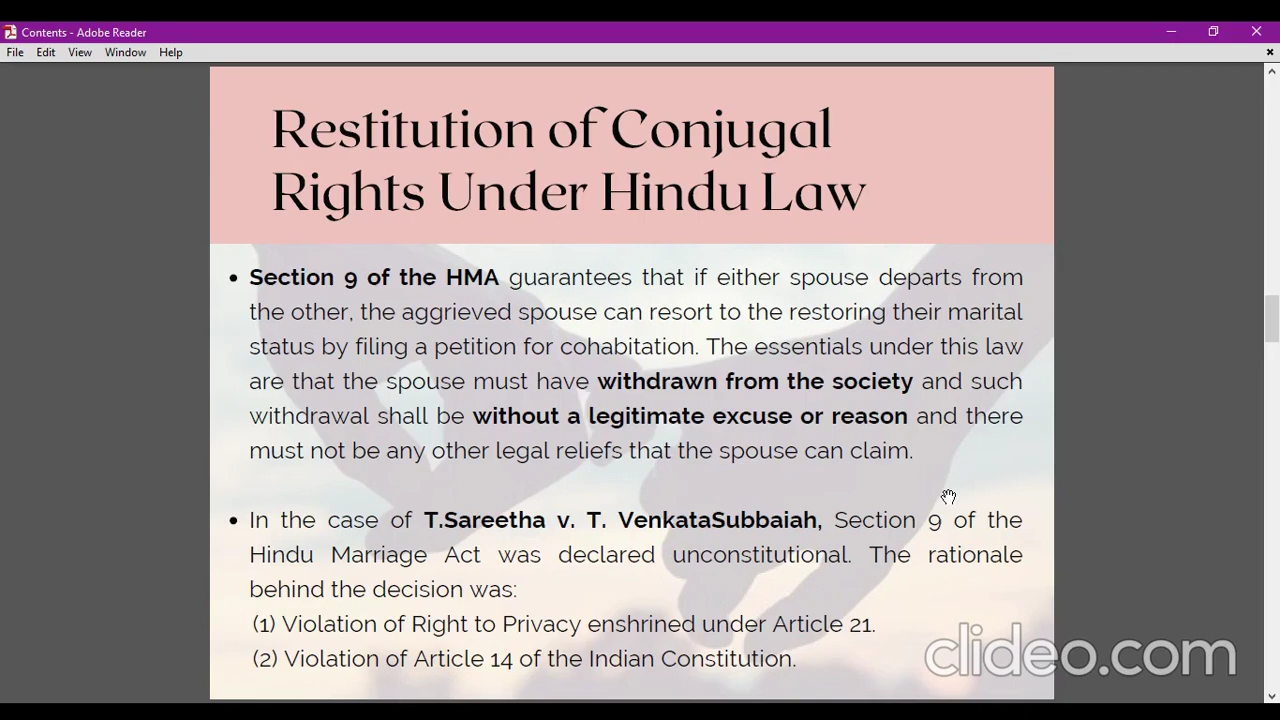 Contents - Adobe Reader
File Edit View Window Help
Restitution of Conjugal
Rights Under Hindu Law
• Section 9 of the HMA guarantees that if either spouse departs from
the other, the aggrieved spouse can resort to the restoring their marital
status by filing a petition for cohabitation. The essentials under this law
are that the spouse must have withdrawn from the society and such
withdrawal shall be without a legitimate excuse or reason and there
must not be any other legal reliefs that the spouse can claim.
• In the case of T.Sareetha v. T. VenkataSubbaiah, Section 9 of the
Hindu Marriage Act was declared unconstitutional. The rationale
behind the decision was:
(1) Violation of Right to Privacy enshrined under Article 21.
(2) Violation of Article 14 of the Indian Constitution.
clideo.com